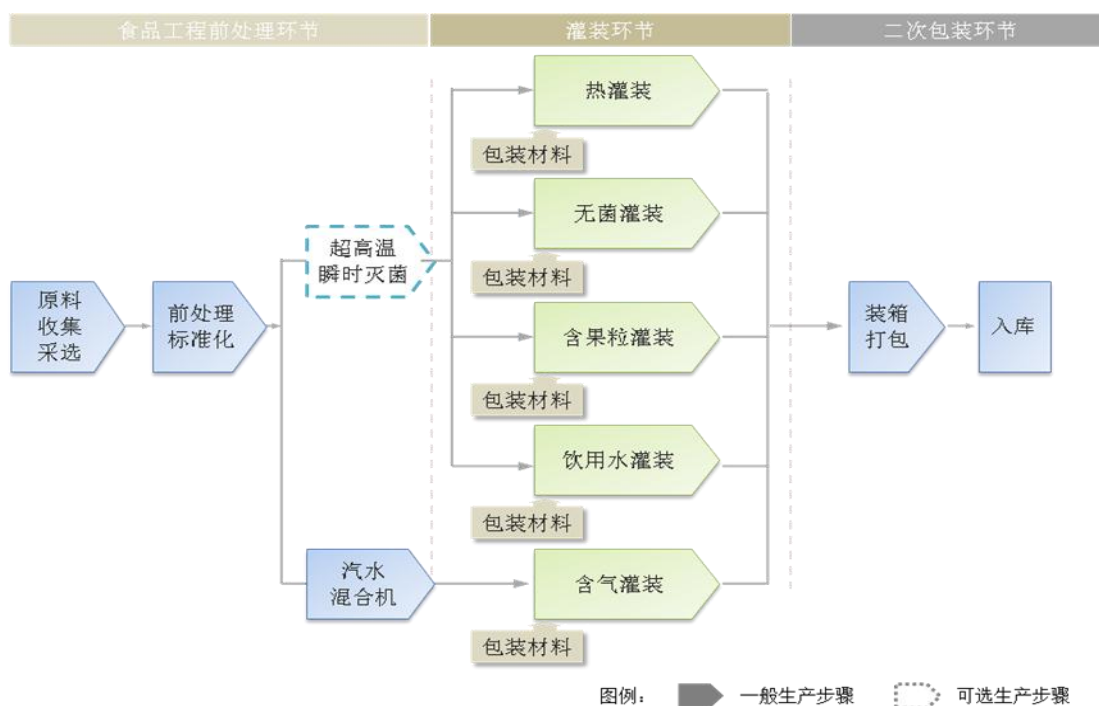 食品工程前处理环节
灌装环节
二次包装环节
热灌装
包装材料
无菌灌装
包装材料
超高温
瞬时灭菌
原料
收集
采选
前处理
标准化
含果粒灌装
包装材料
装箱
打包
入库
饮用水灌装
包装材料
汽水
混合机
含气灌装
包装材料
图例：
一般生产步骤
可选生产步骤